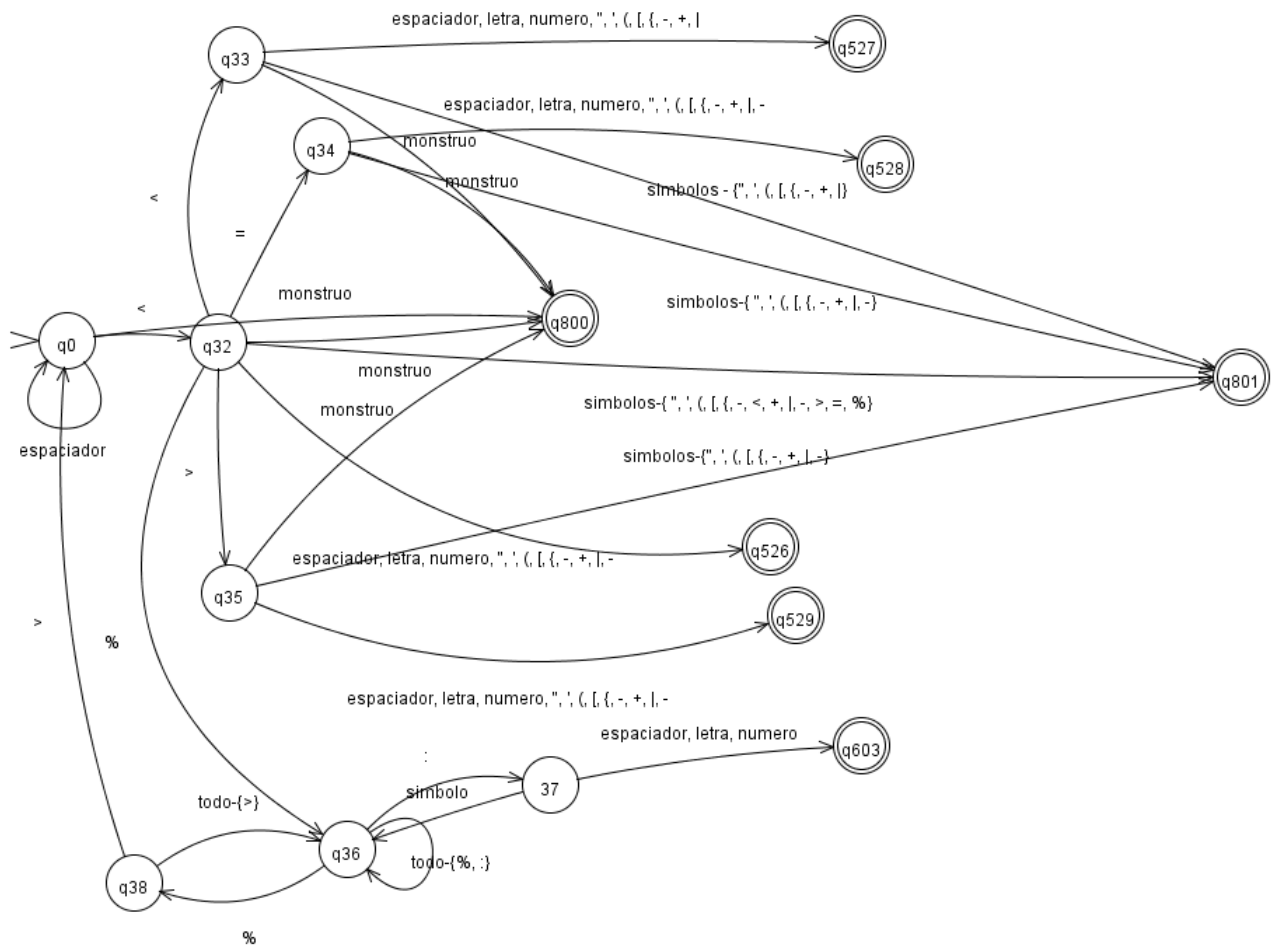 espaciador, letra, numero, ", ', (, [, {, -, +, |
q33
q527
espaciador, letra, numero, ", ', (, [, {, -, +, |, -
q34
monstruo
q528
monstruo
simbolos - {", ', (, [, {, -, +, |}
<
=
monstruo
simbolos-{ ", ', (, [, {, -, +, |, -}
<
q800
q0
q32
monstruo
q801
simbolos-{ ", ', (, [, {, -, <, +, |, -, >, =, %}
monstruo
espaciador
simbolos-{", ', (, [, {, -, +, |, -}
>
q526
espaciador, letra, numero, ", ', (, [, {, -, +, |, -
q35
q529
>
%
espaciador, letra, numero, ", ', (, [, {, -, +, |, -
espaciador, letra, numero
q603
:
37
simbolo
todo-{>}
q36
todo-{%, :}
q38
%